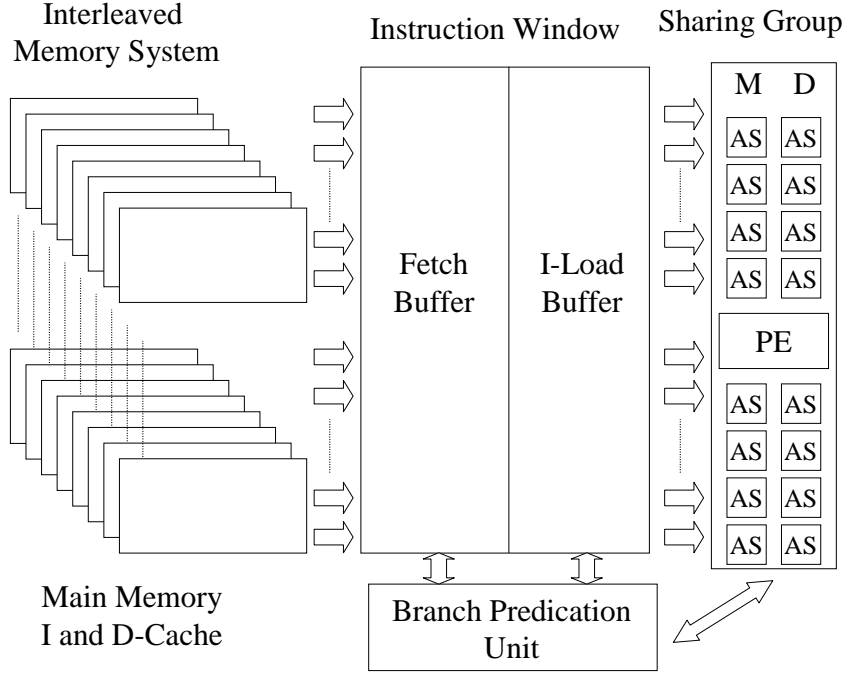 Interleaved
Memory System
Instruction Window
Sharing Group
M D
AS AS
AS AS
AS AS
AS AS
PE
AS AS
AS AS
AS AS
AS AS
Fetch
Buffer
I-Load
Buffer
Main Memory
I and D-Cache
Branch Predication
Unit